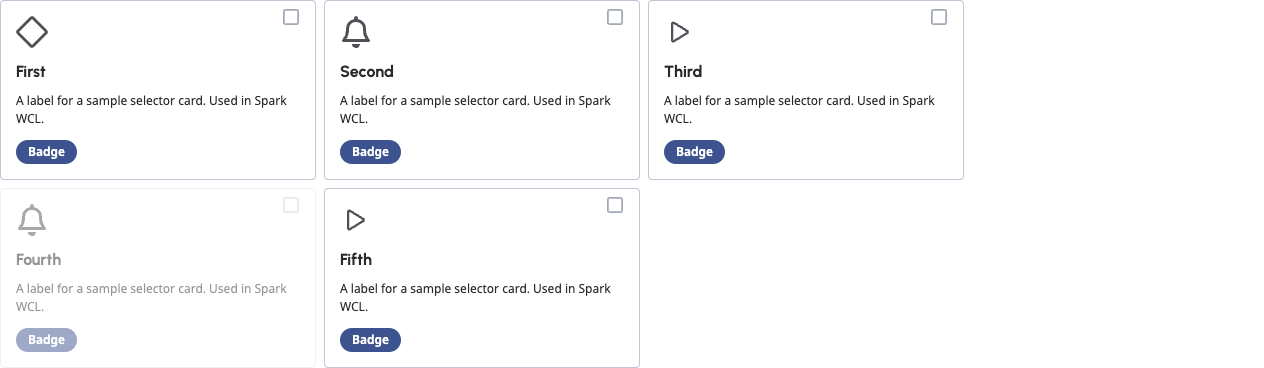 First
A label for a sample selector card. Used in Spark
WCL.
Badge
Second
A label for a sample selector card. Used in Spark
WCL.
Badge
Third
A label for a sample selector card. Used in Spark
WCL.
Badge
Fourth
A label for a sample selector card. Used in Spark
WCL.
Badge
Fifth
A label for a sample selector card. Used in Spark
WCL.
Badge